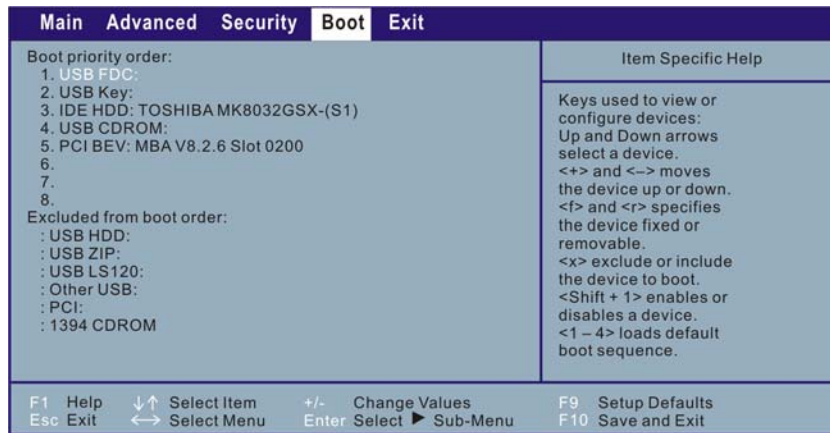 Main Advanced Security Boot Exit
Boot priority order:
1. USB FDC:
2. USB Key:
3. IDE HDD: TOSHIBA MK8032GSX-(S1)
4. USB CDROM:
5. PCI BEV: MBA V8.2.6 Slot 0200
6.
7.
8.
Excluded from boot order:
: USB HDD:
: USB ZIP:
: USB LS120:
: Other USB:
: PCI:
: 1394 CDROM
Item Specific Help
Keys used to view or
configure devices:
Up and Down arrows
select a device.
<+> and <–> moves
the device up or down.
<f> and <r> specifies
the device fixed or
removable.
<x> exclude or include
the device to boot.
<Shift + 1> enables or
disables a device.
<1 – 4> loads default
boot sequence.
F1 Help ↓↑ Select Item +/- Change Values F9 Setup Defaults
Esc Exit ←→ Select Menu Enter Select ▶ Sub-Menu F10 Save and Exit